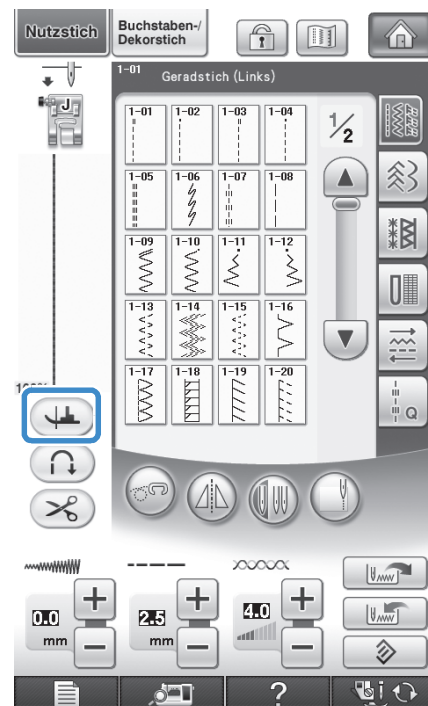 Nutzstich
Buchstaben-/
Dekorstich
1-01
Geradstich (Links)
J
1-01 1-02 1-03 1-04
1/2
1-05 1-06 1-07 1-08
1-09 1-10 1-11 1-12
1-13 1-14 1-15 1-16
1-17 1-18 1-19 1-20
Q
0.0
mm
+
−
2.5
mm
+
−
4.0
+
−
?
i